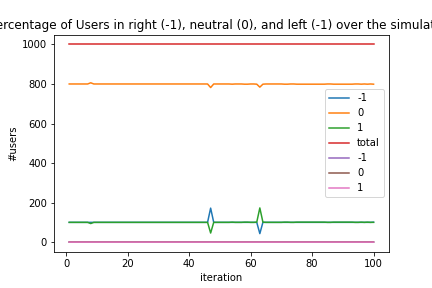 ercentage of Users in right (-1), neutral (0), and left (-1) over the simulat
1000
800
600
400
200
0
#users
-1
0
1
total
-1
0
1
0 20 40 60 80 100
iteration